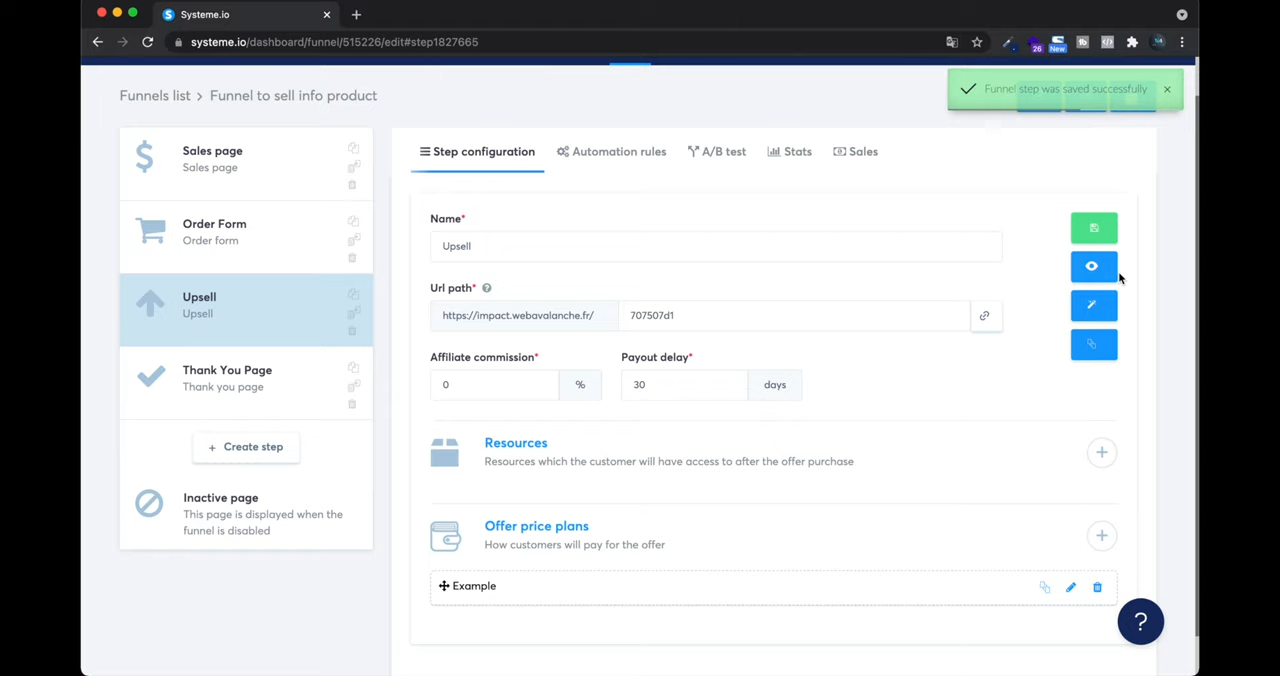 Systeme.io
systeme.io/dashboard/funnel/515226/edit#step1827665
26
New
Funnels list > Funnel to sell info product
Funnel step was saved successfully
Sales page
Sales page
Order Form
Order form
Upsell
Upsell
Thank You Page
Thank you page
+ Create step
Inactive page
This page is displayed when the
funnel is disabled
Step configuration Automation rules A/B test Stats Sales
Name*
Upsell
Url path* ?
https://impact.webavalanche.fr/ 707507d1
Affiliate commission* Payout delay*
0 % 30 days
Resources
Resources which the customer will have access to after the offer purchase
Offer price plans
How customers will pay for the offer
Example
?